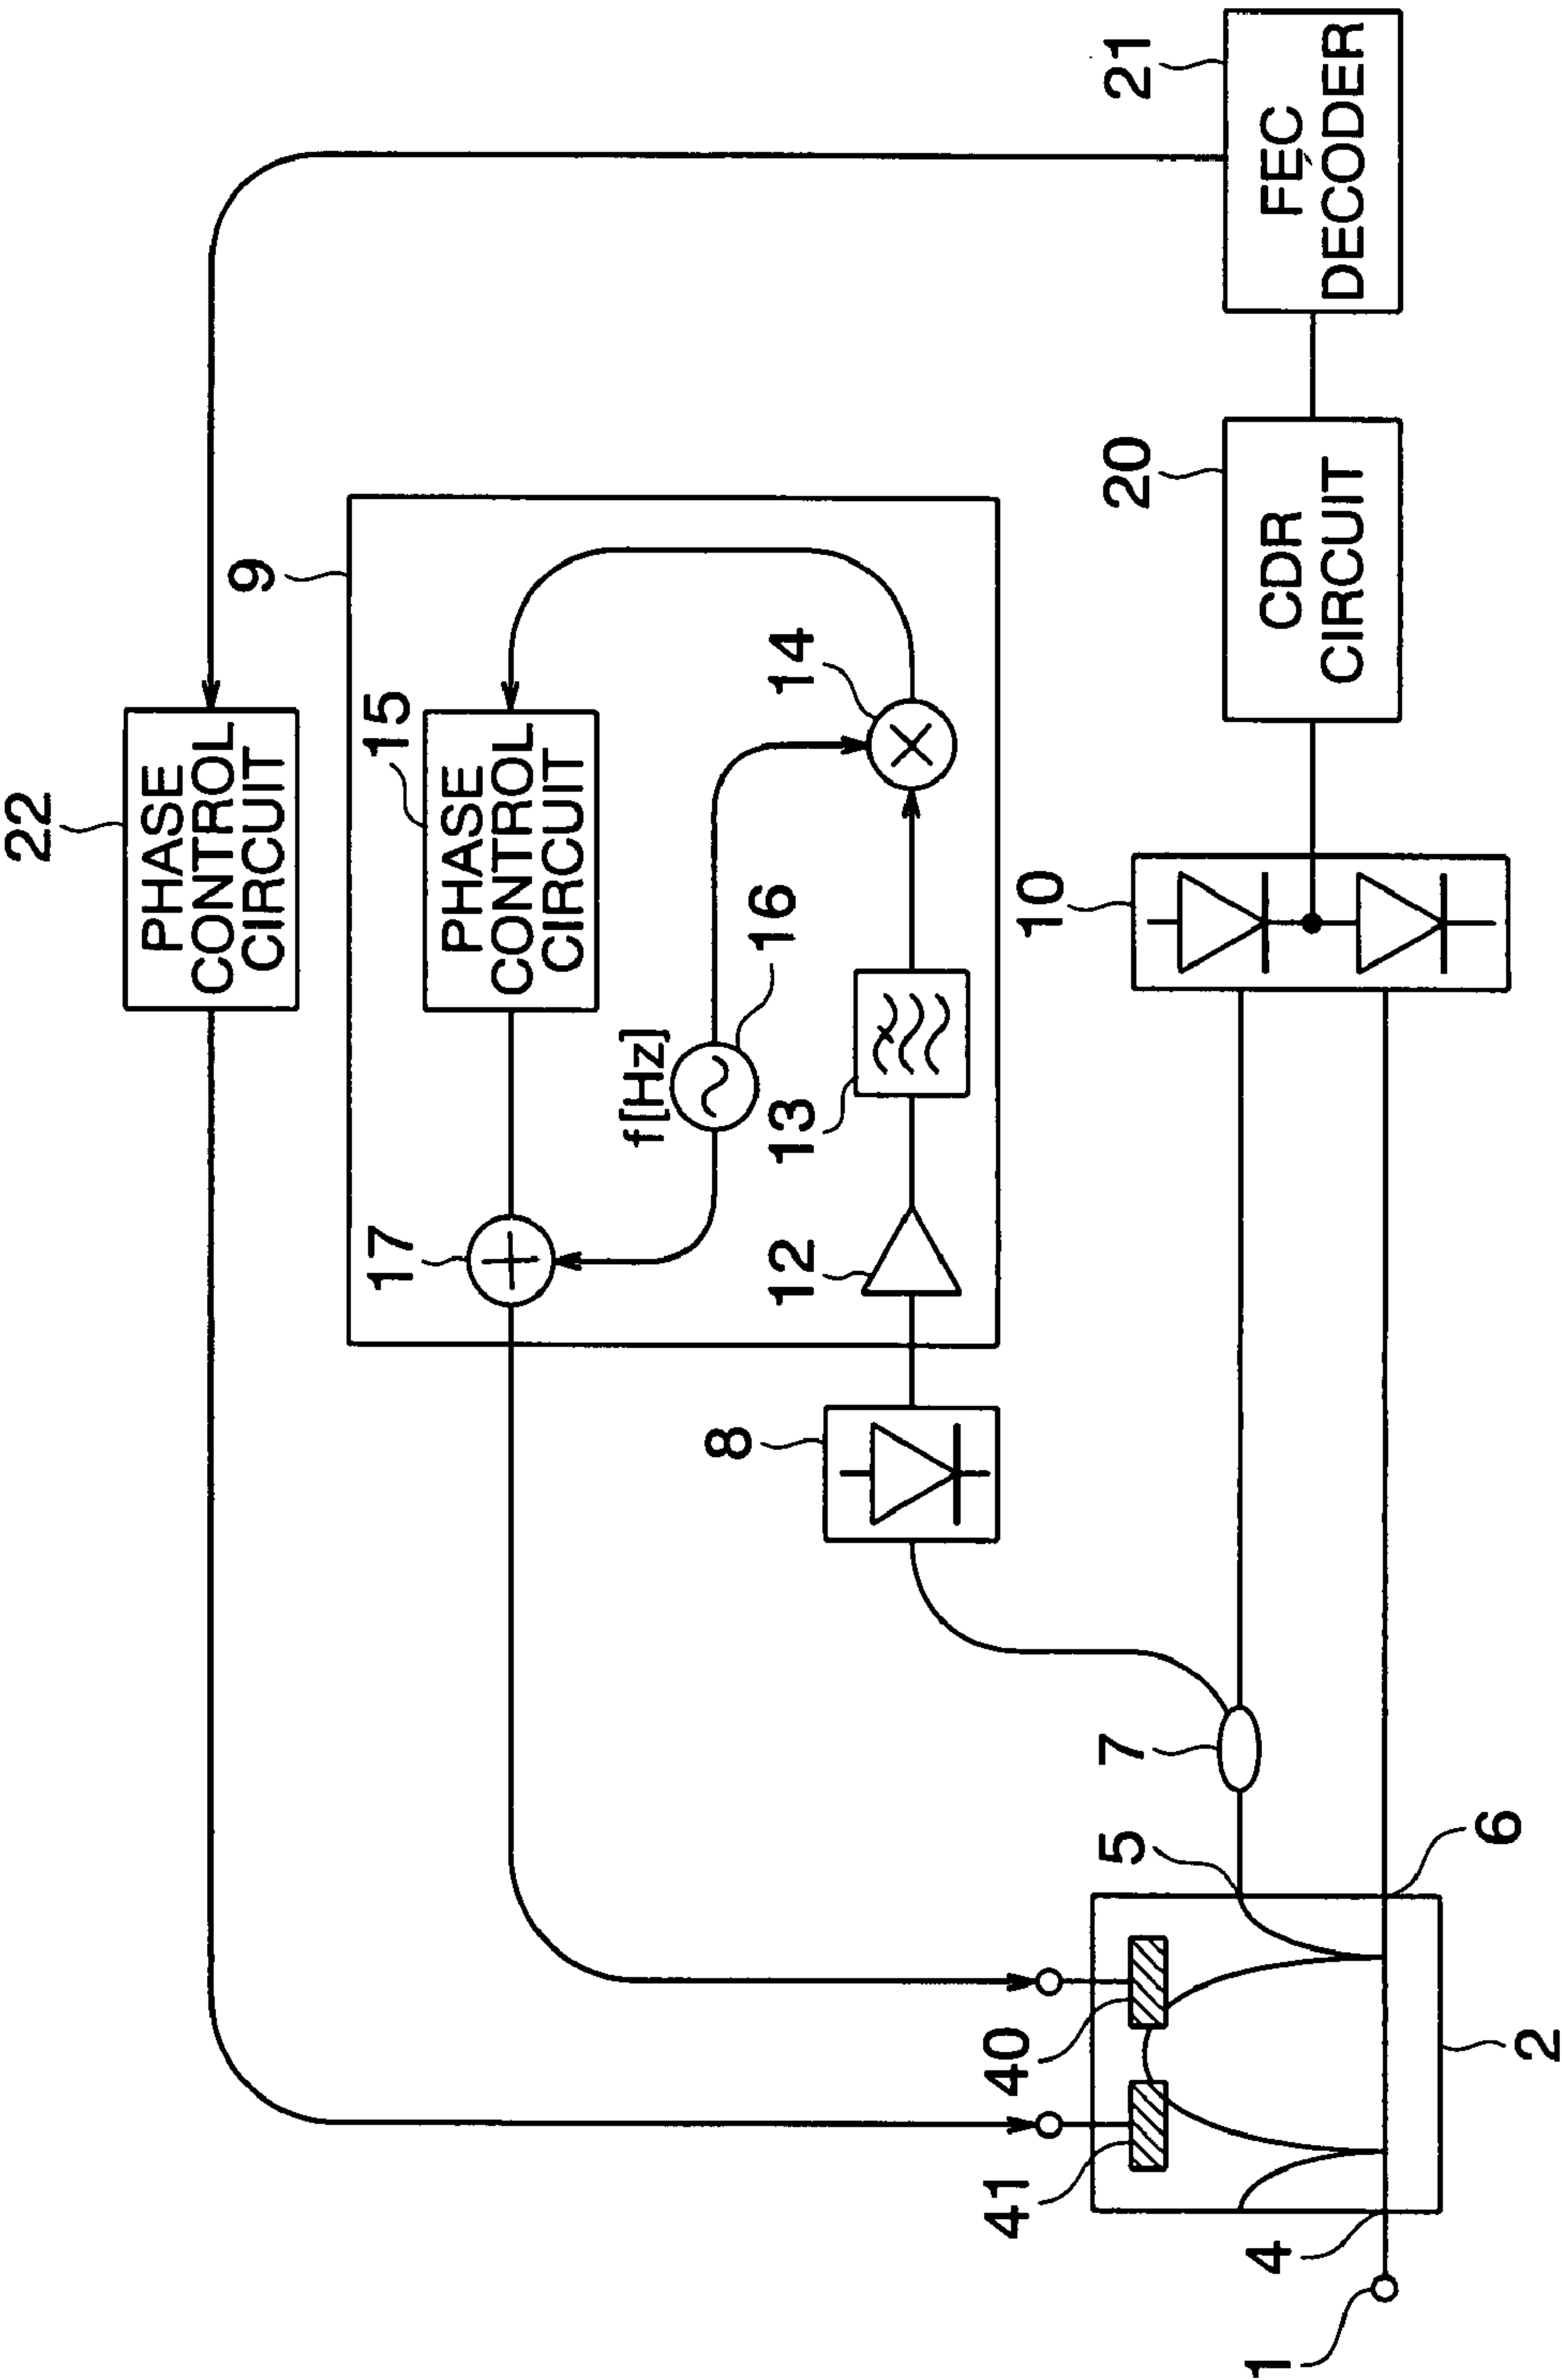 22
PHASE
CONTROL
CIRCUIT
9
15
PHASE
CONTROL
CIRCUIT
17
f[Hz]
16
14
12
13
8
21
FEC
DECODER
20
CDR
CIRCUIT
10
7
5
6
40
41
4
1
2